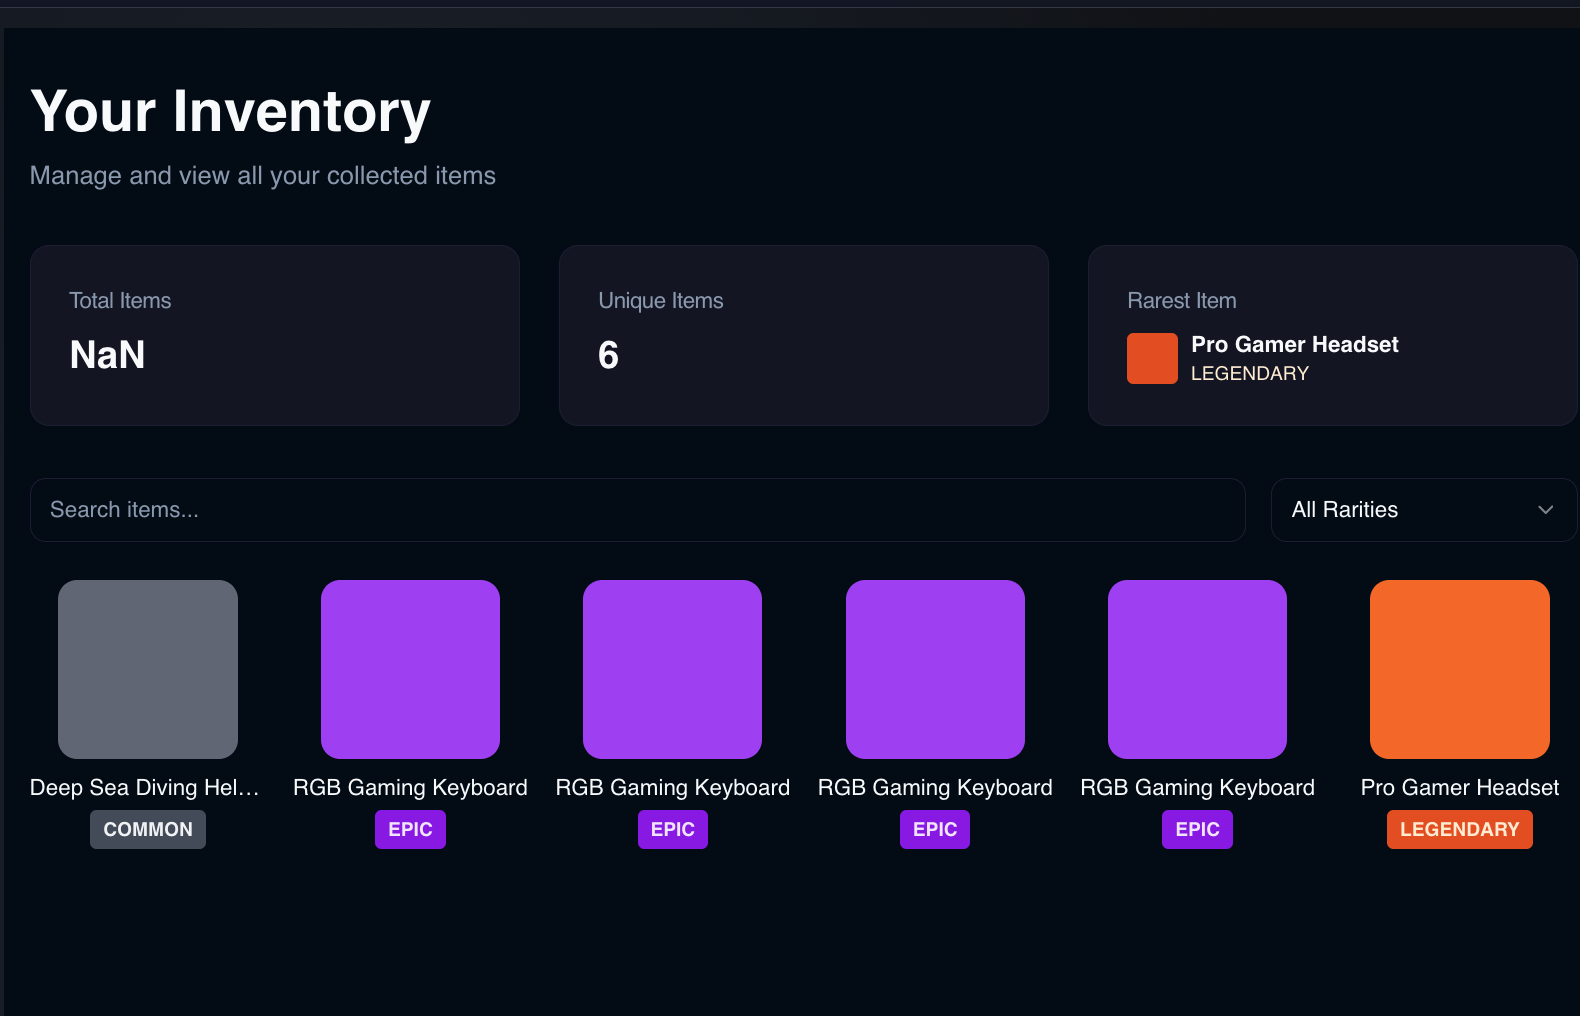 Your Inventory
Manage and view all your collected items
Total Items
NaN
Unique Items
6
Rarest Item
Pro Gamer Headset
LEGENDARY
Search items...
All Rarities
Deep Sea Diving Hel...
COMMON
RGB Gaming Keyboard
EPIC
RGB Gaming Keyboard
EPIC
RGB Gaming Keyboard
EPIC
RGB Gaming Keyboard
EPIC
Pro Gamer Headset
LEGENDARY